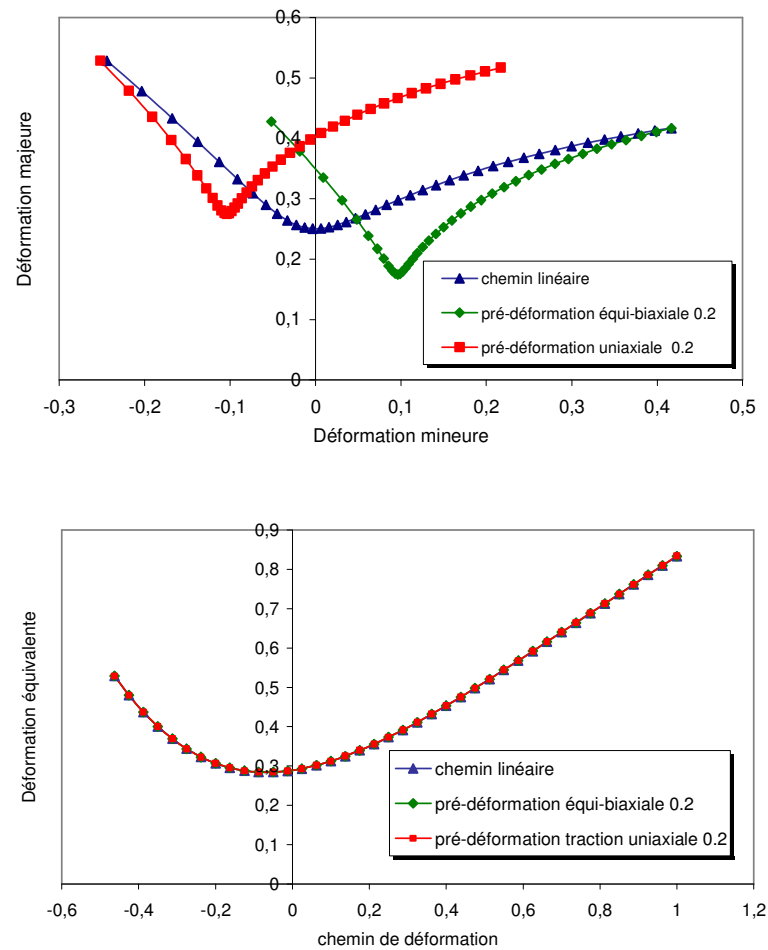 0,6
0,5
0,4
0,3
0,2
0,1
0
-0,3 -0,2 -0,1 0 0,1 0,2 0,3 0,4 0,5
Déformation mineure
Déformation majeure
chemin linéaire
pré-déformation équi-biaxiale 0.2
pré-déformation uniaxiale 0.2
0,9
0,8
0,7
0,6
0,5
0,4
0,3
0,2
0,1
0
-0,6 -0,4 -0,2 0 0,2 0,4 0,6 0,8 1 1,2
chemin de déformation
Déformation équivalente
chemin linéaire
pré-déformation équi-biaxiale 0.2
pré-déformation traction uniaxiale 0.2